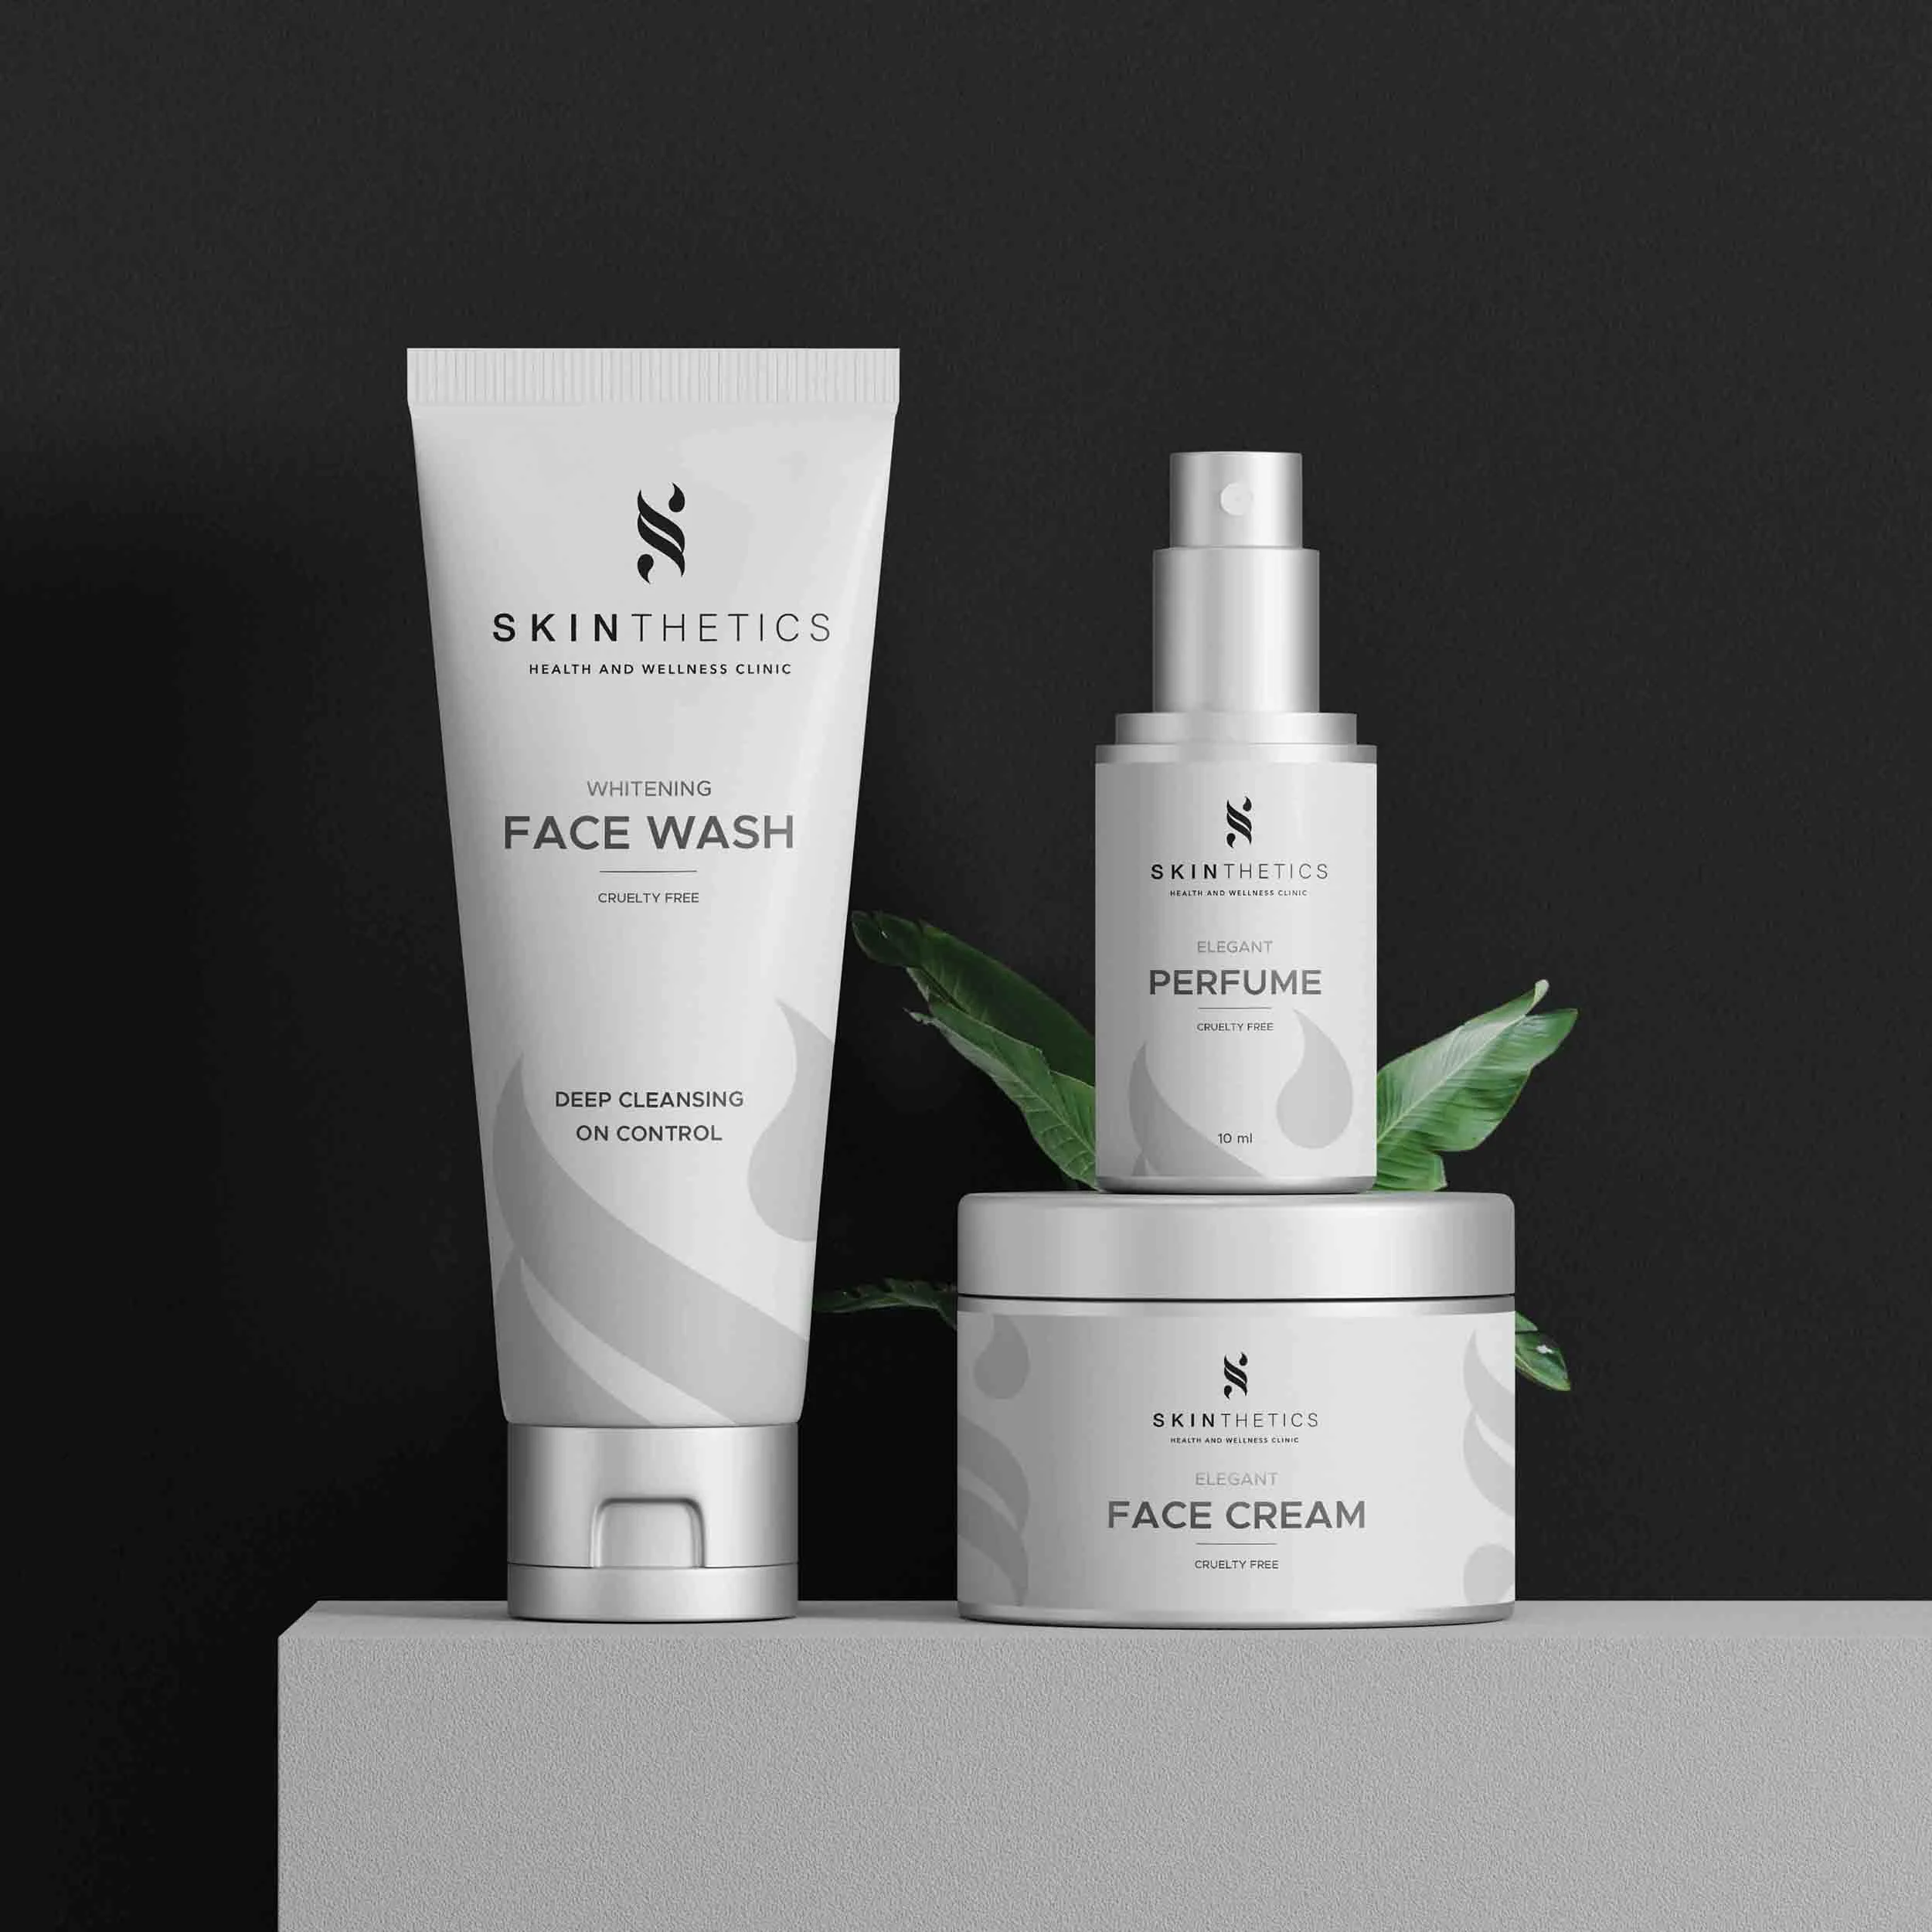 SKINTHETICS
HEALTH AND WELLNESS CLINIC
WHITENING
FACE WASH
CRUELTY FREE
DEEP CLEANSING
ON CONTROL
SKINTHETICS
HEALTH AND WELLNESS CLINIC
ELEGANT
PERFUME
CRUELTY FREE
10 ml
SKINTHETICS
HEALTH AND WELLNESS CLINIC
ELEGANT
FACE CREAM
CRUELTY FREE